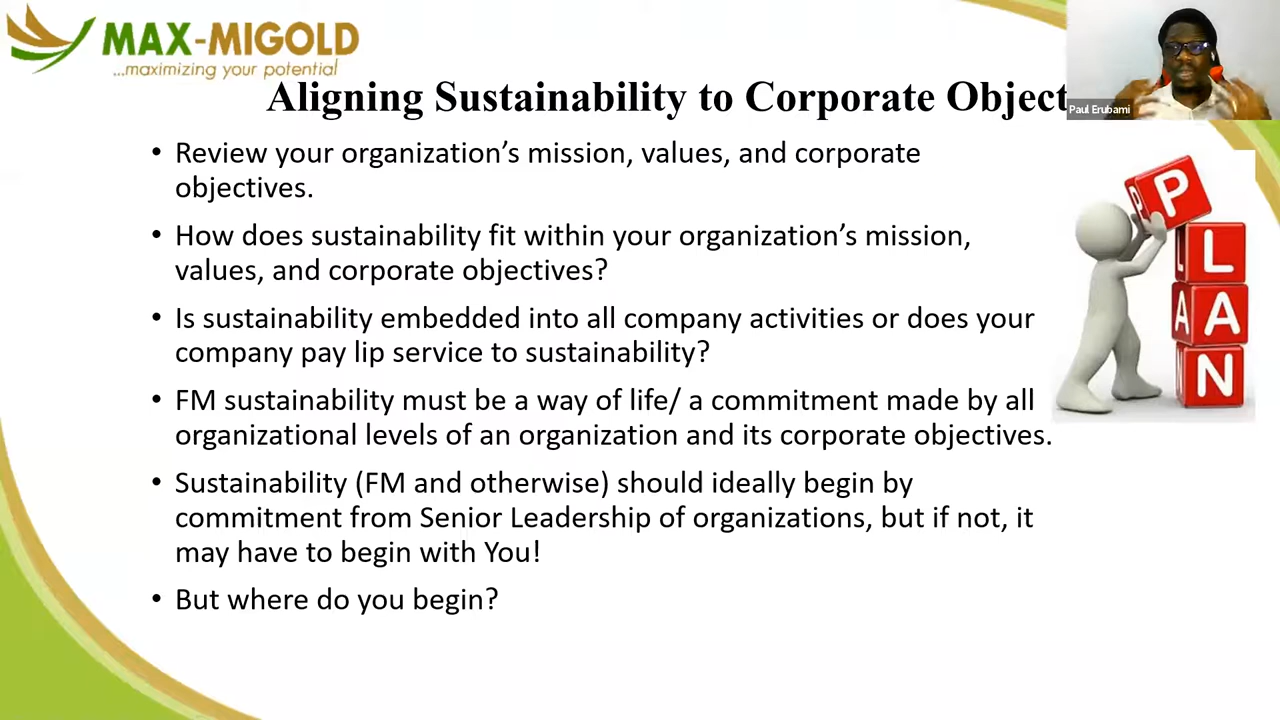 MAX-MIGOLD
...maximizing your potential
Aligning Sustainability to Corporate Object
Paul Erubami
• Review your organization’s mission, values, and corporate
objectives.
• How does sustainability fit within your organization’s mission,
values, and corporate objectives?
• Is sustainability embedded into all company activities or does your
company pay lip service to sustainability?
• FM sustainability must be a way of life/ a commitment made by all
organizational levels of an organization and its corporate objectives.
• Sustainability (FM and otherwise) should ideally begin by
commitment from Senior Leadership of organizations, but if not, it
may have to begin with You!
• But where do you begin?
P
L
A A
N